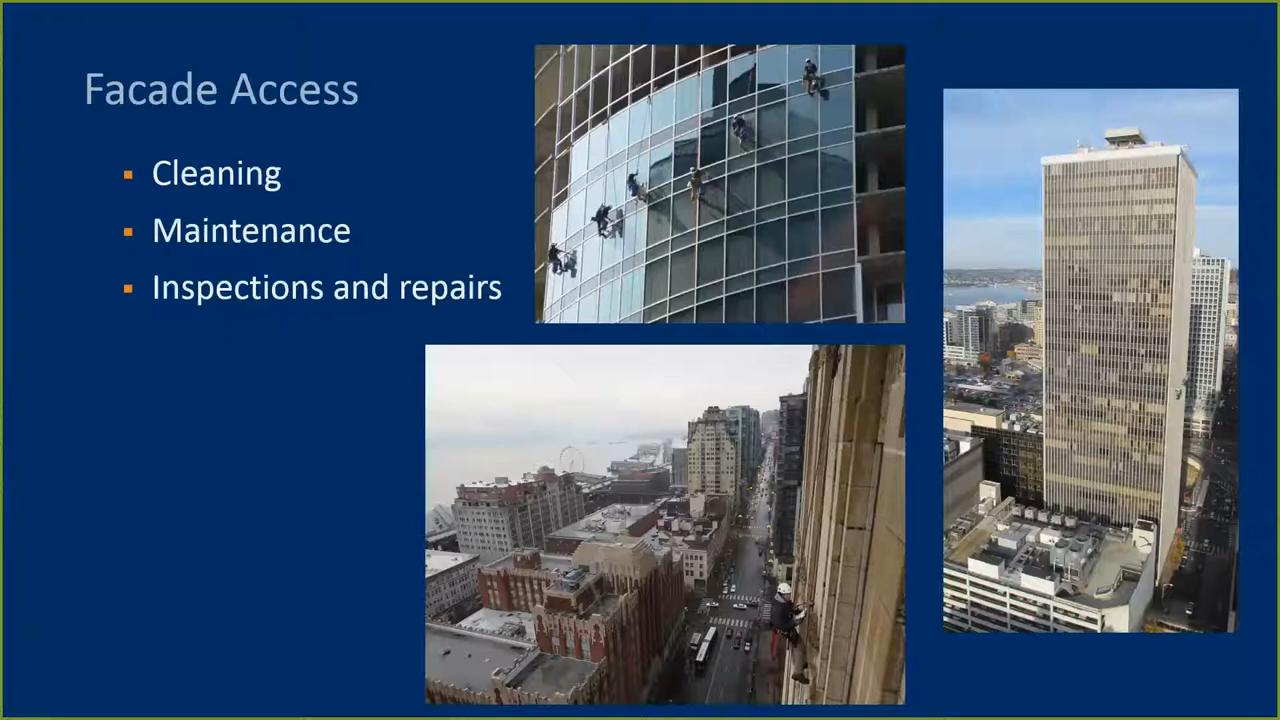 Facade Access
Cleaning
Maintenance
Inspections and repairs